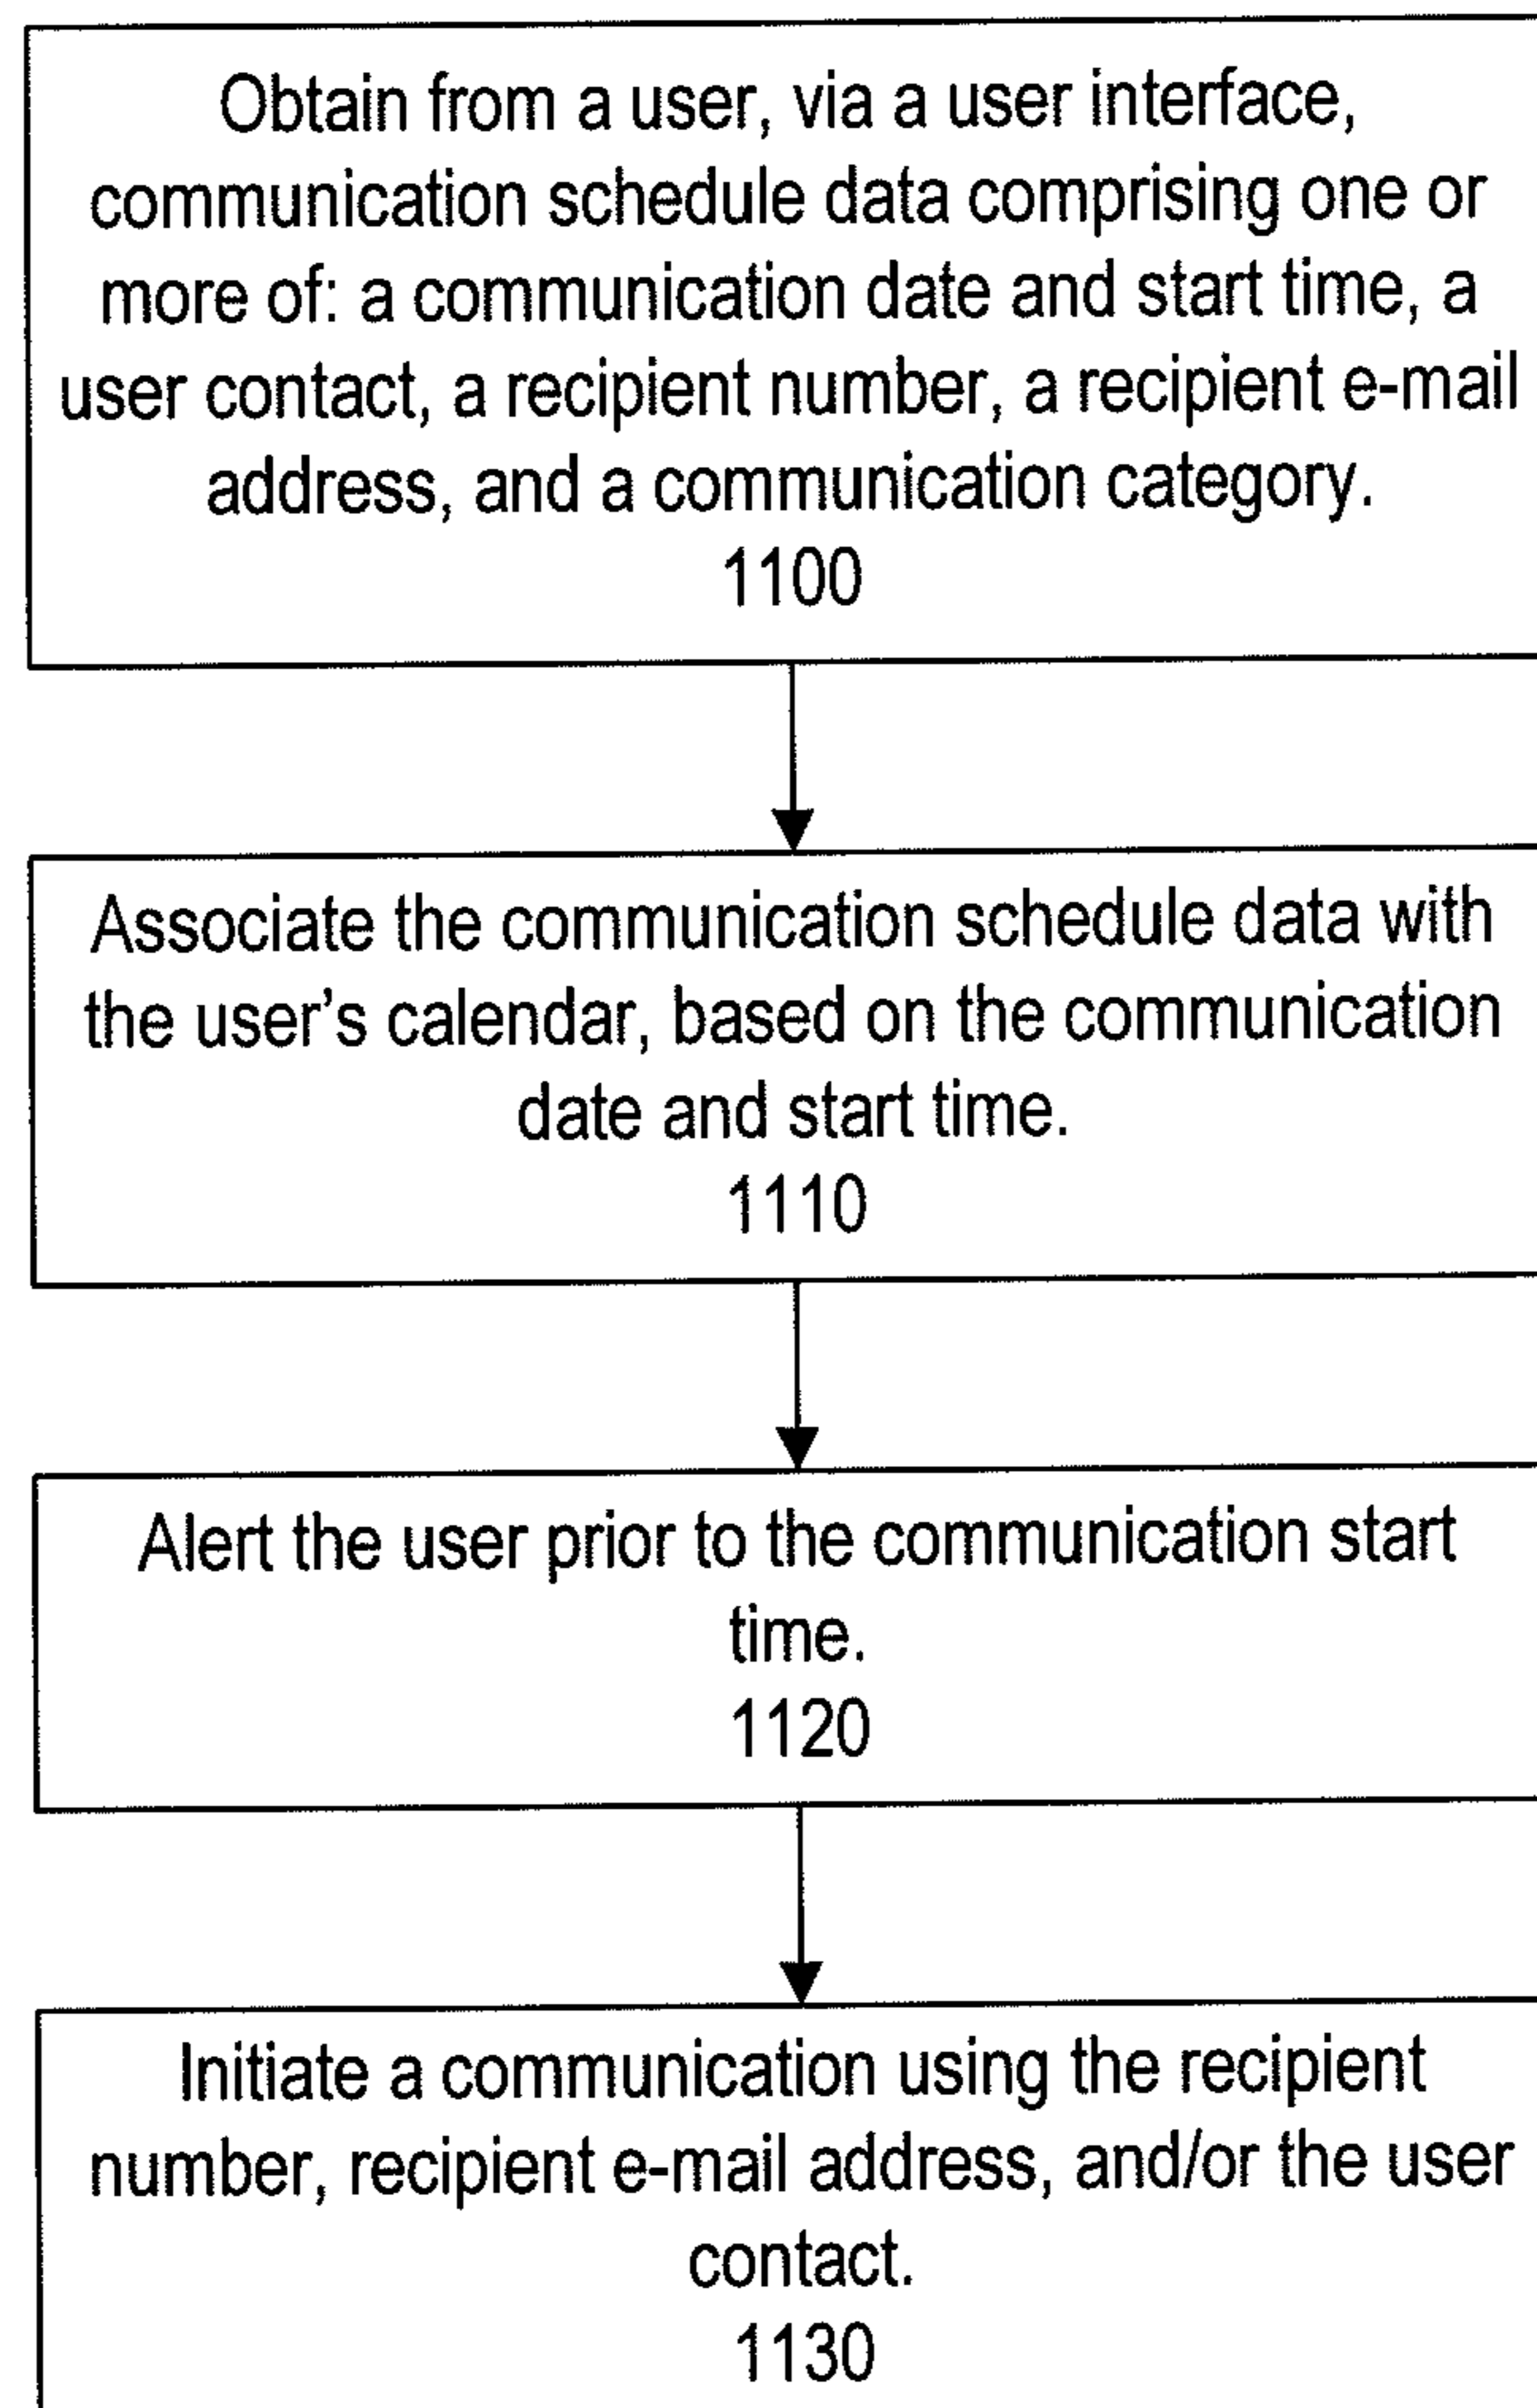 Obtain from a user, via a user interface,
communication schedule data comprising one or
more of: a communication date and start time, a
user contact, a recipient number, a recipient e-mail
address, and a communication category.
1100
Associate the communication schedule data with
the user's calendar, based on the communication
date and start time.
1110
Alert the user prior to the communication start
time.
1120
Initiate a communication using the recipient
number, recipient e-mail address, and/or the user
contact.
1130